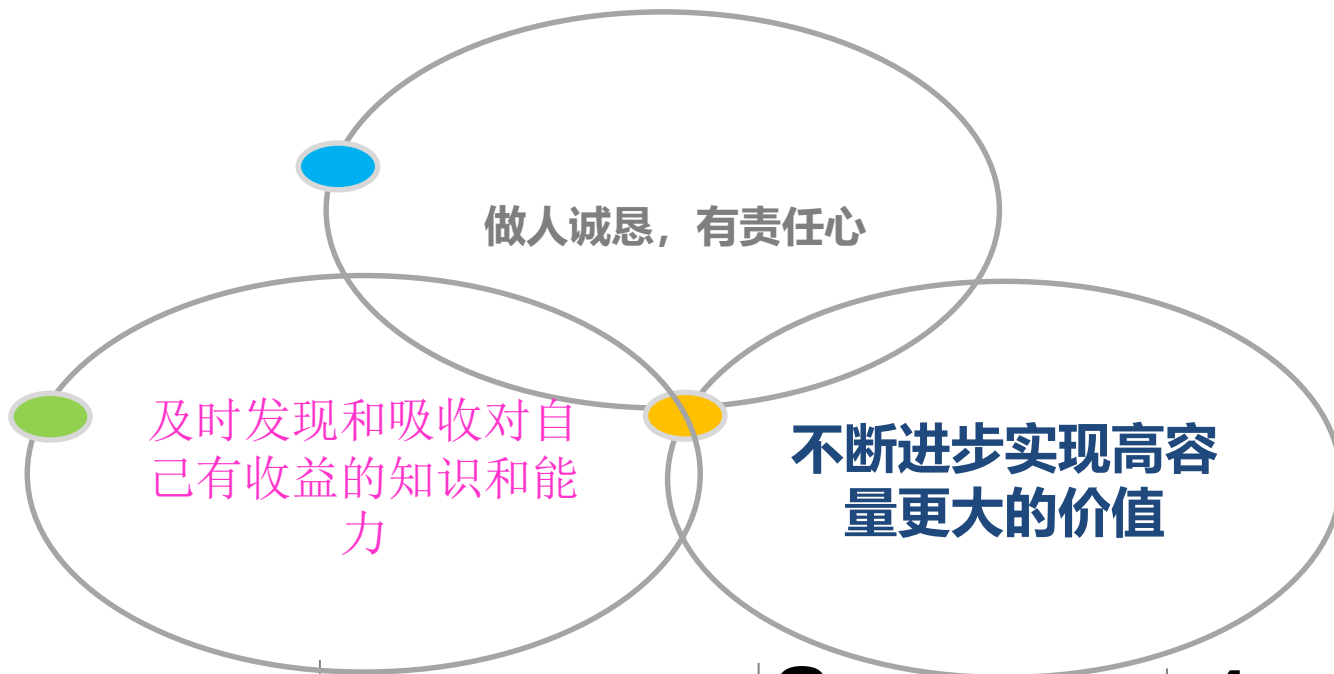 做人诚恳，有责任心
及时发现和吸收对自
己有收益的知识和能
力
不断进步实现高容
量更大的价值